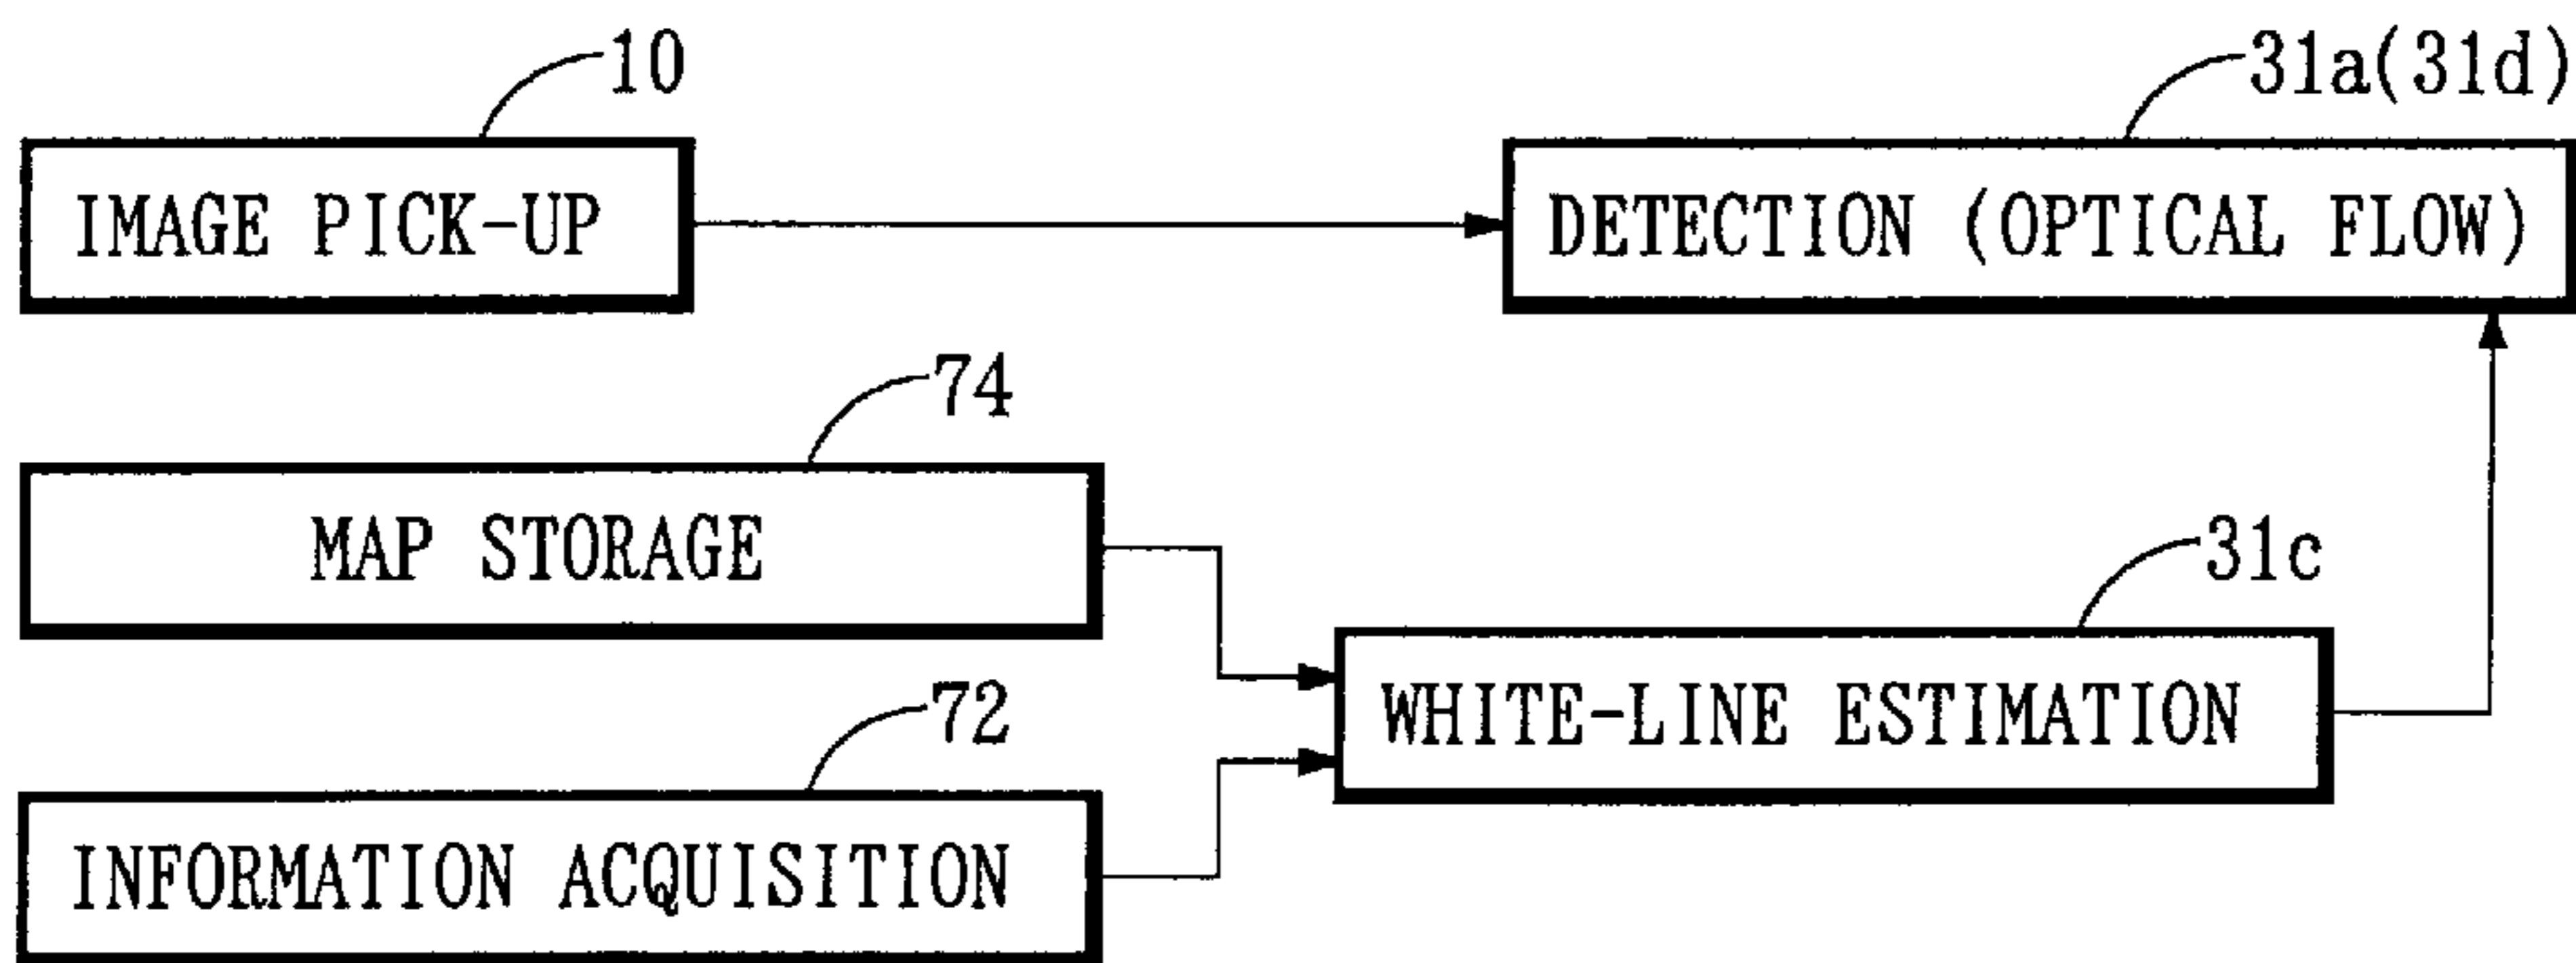 10
31a(31d)
IMAGE PICK-UP
DETECTION (OPTICAL FLOW)
74
MAP STORAGE
31c
72
WHITE-LINE ESTIMATION
INFORMATION ACQUISITION